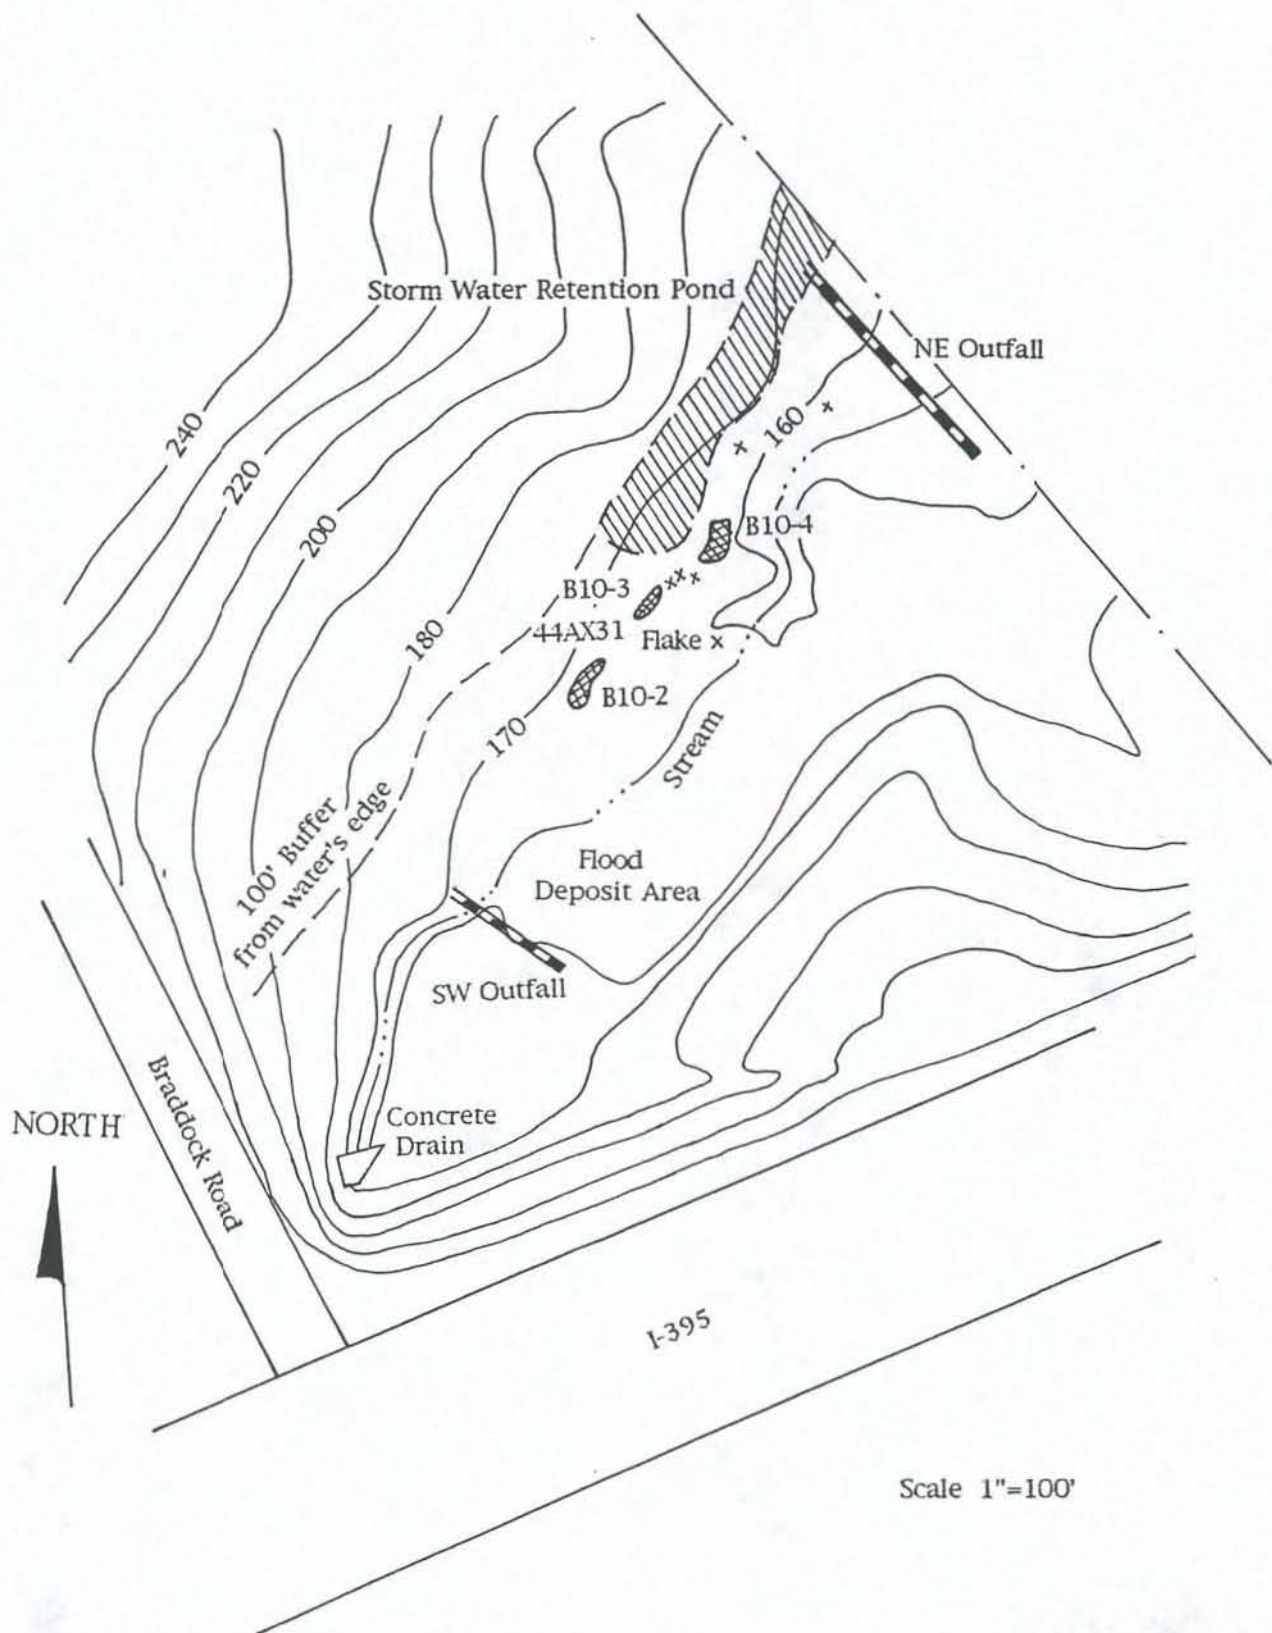 Storm Water Retention Pond
NE Outfall
160
240
220
200
B10-4
B10-3
44AX31
Flake x
180
B10-2
170
Stream
100' Buffer
from water's edge
Flood
Deposit Area
SW Outfall
Braddock Road
NORTH
Concrete
Drain
I-395
Scale 1"=100'